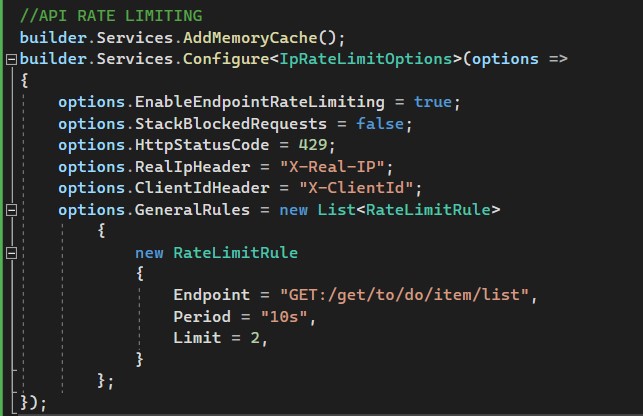 //API RATE LIMITING
builder.Services.AddMemoryCache();
builder.Services.Configure<IpRateLimitOptions>(options =>
{
    options.EnableEndpointRateLimiting = true;
    options.StackBlockedRequests = false;
    options.HttpStatusCode = 429;
    options.RealIpHeader = "X-Real-IP";
    options.ClientIdHeader = "X-ClientId";
    options.GeneralRules = new List<RateLimitRule>
        {
            new RateLimitRule
            {
                Endpoint = "GET:/get/to/do/item/list",
                Period = "10s",
                Limit = 2,
            }
        };
});